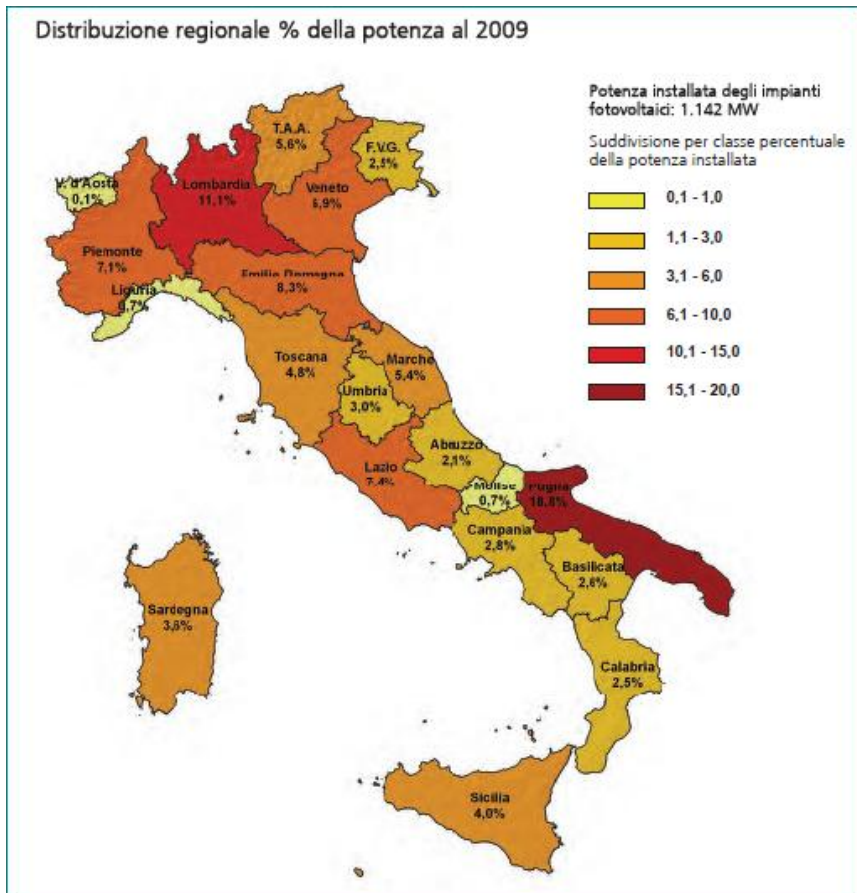 Distribuzione regionale % della potenza al 2009
Potenza installata degli impianti
fotovoltaici: 1.142 MW
Suddivisione per classe percentuale
della potenza installata
0,1 - 1,0
1,1 - 3,0
3,1 - 6,0
6,1 - 10,0
10,1 - 15,0
15,1 - 20,0
T.A.A.
5,6%
F.V.G.
2,5%
V. d'Aosta
0,1%
Lombardia
11,1%
Veneto
6,9%
Piemonte
7,1%
Emilia Romagna
8,3%
Liguria
0,7%
Toscana
4,8%
Marche
5,4%
Umbria
3,0%
Abruzzo
2,1%
Lazio
7,4%
Molise
0,7%
Puglia
18,8%
Campania
2,8%
Basilicata
2,6%
Sardegna
3,6%
Calabria
2,5%
Sicilia
4,0%